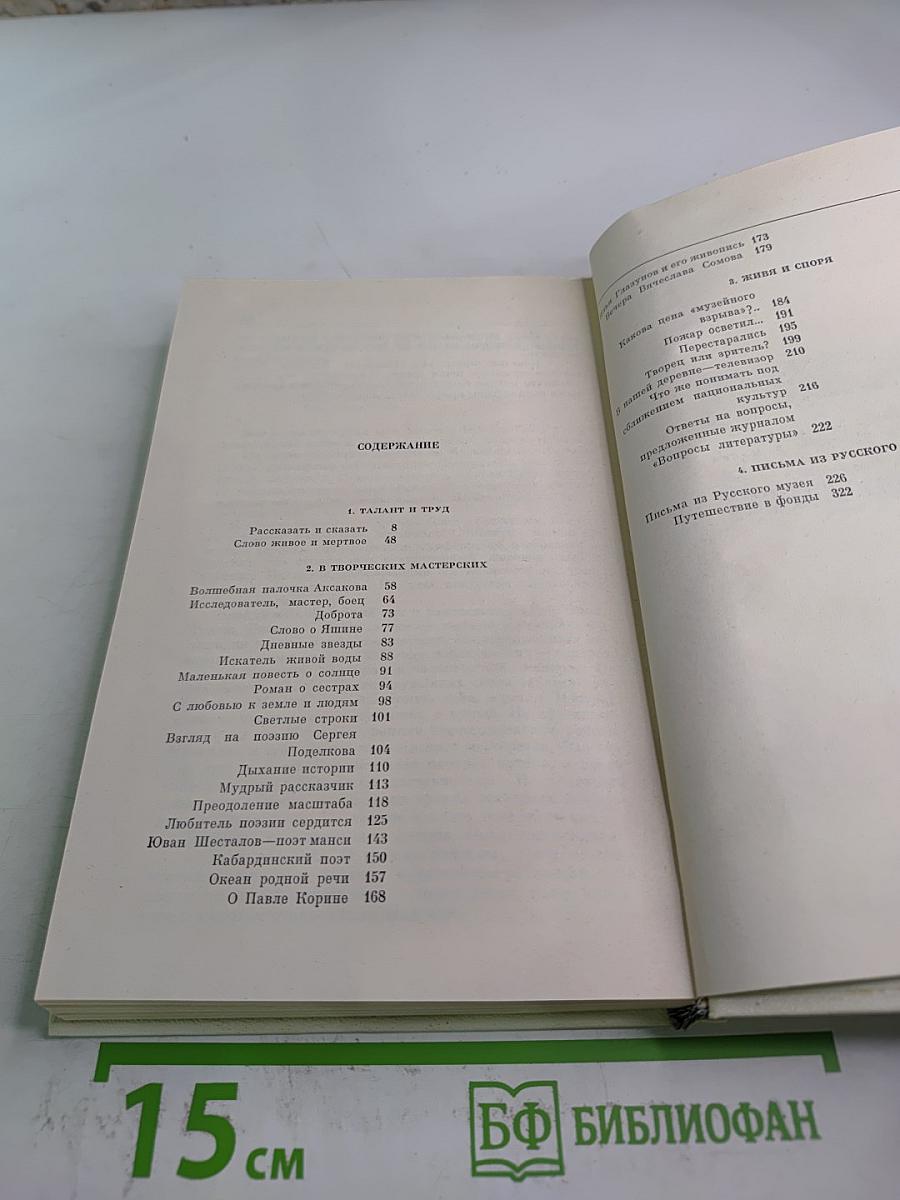 СОДЕРЖАНИЕ
1. ТАЛАНТ И ТРУД
Рассказать и сказать 8
Слово живое и мертвое 48
2. В ТВОРЧЕСКИХ МАСТЕРСКИХ
Волшебная палочка Аксакова 58
Исследователь, мастер, боец 64
Доброта 73
Слово о Яшине 77
Дневные звезды 83
Искатель живой воды 88
Маленькая повесть о солнце 91
Роман о сестрах 94
С любовью к земле и людям 98
Светлые строки 101
Взгляд на поэзию Сергея
Поделкова 104
Дыхание истории 110
Мудрый рассказчик 113
Преодоление масштаба 118
Любитель поэзии сердится 125
Юван Шесталов—поэт манси 143
Кабардинский поэт 150
Океан родной речи 157
О Павле Корине 168
Глазунов и его живопись 173
Вечера Вячеслава Сомова 179
3. ЖИВЯ И СПОРЯ
Какова цена «музейного
взрыва»?.. 184
Пожар осветил... 191
Перестарались 195
Творец или зритель? 199
В нашей деревне—телевизор 210
Что же понимать под
сближением национальных
культур 216
Ответы на вопросы,
предложенные журналом
«Вопросы литературы» 222
4. ПИСЬМА ИЗ РУССКОГО
Письма из Русского музея 226
Путешествие в фонды 322
15 см
БФ БИБЛИОФАН